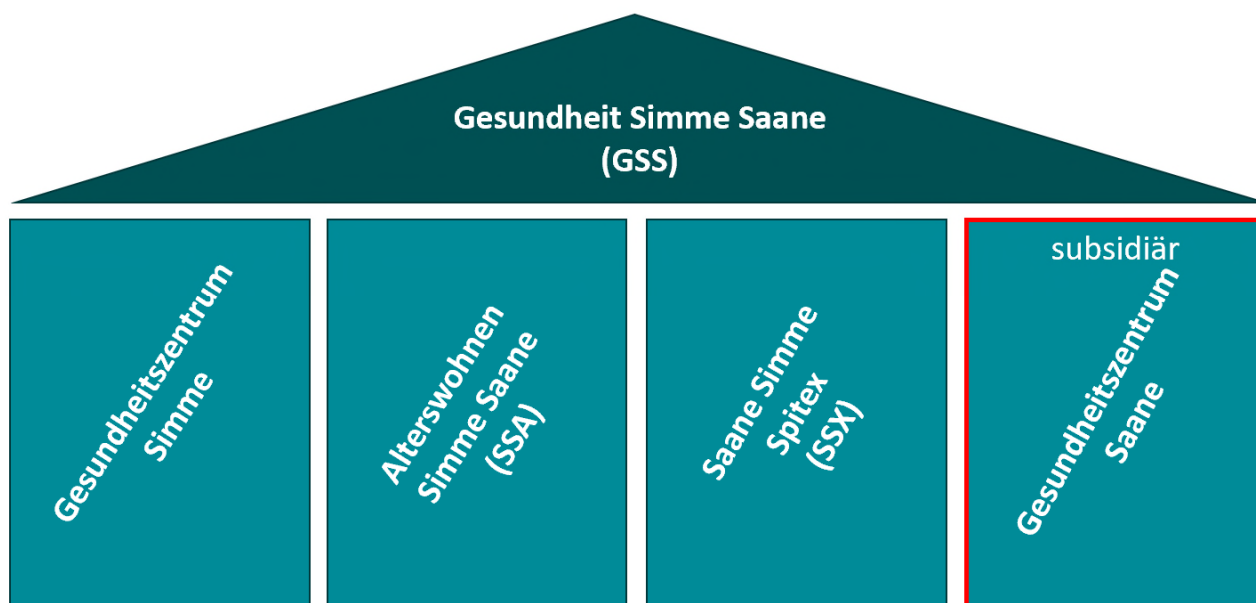 Gesundheit Simme Saane
(GSS)
Gesundheitszentrum
Simme
Alterswohnen
Simme Saane
(SSA)
Saane Simme
Spitex
(SSX)
subsidiär
Gesundheitszentrum
Saane